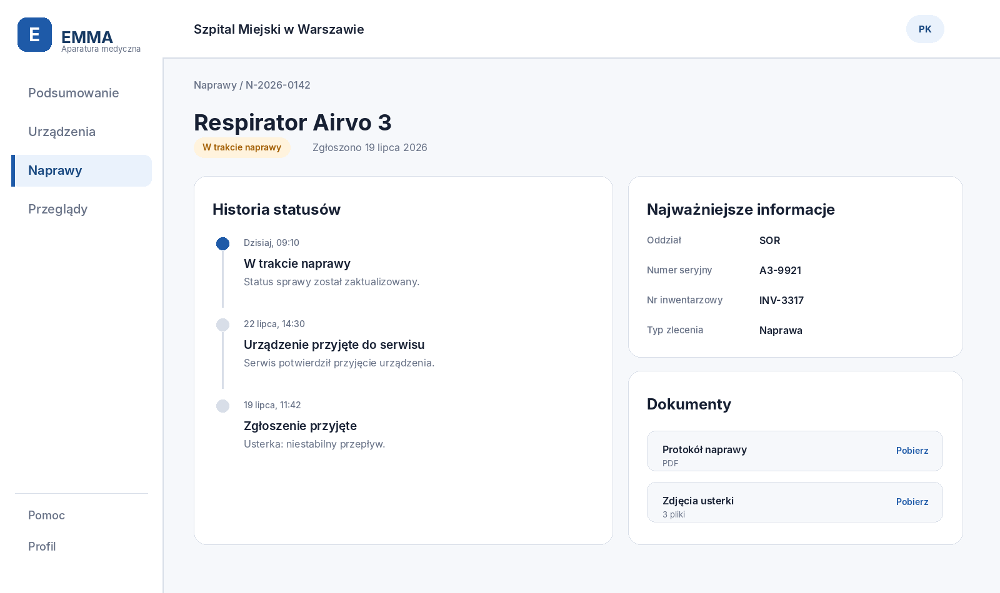 E
EMMA
Aparatura medyczna
Podsumowanie
Urządzenia
Naprawy
Przeglądy
Pomoc
Profil
Szpital Miejski w Warszawie
PK
Naprawy / N-2026-0142
Respirator Airvo 3
W trakcie naprawy
Zgłoszono 19 lipca 2026
Historia statusów
Dzisiaj, 09:10
W trakcie naprawy
Status sprawy został zaktualizowany.
22 lipca, 14:30
Urządzenie przyjęte do serwisu
Serwis potwierdził przyjęcie urządzenia.
19 lipca, 11:42
Zgłoszenie przyjęte
Usterka: niestabilny przepływ.
Najważniejsze informacje
Oddział SOR
Numer seryjny A3-9921
Nr inwentarzowy INV-3317
Typ zlecenia Naprawa
Dokumenty
Protokół naprawy
PDF
Pobierz
Zdjęcia usterki
3 pliki
Pobierz